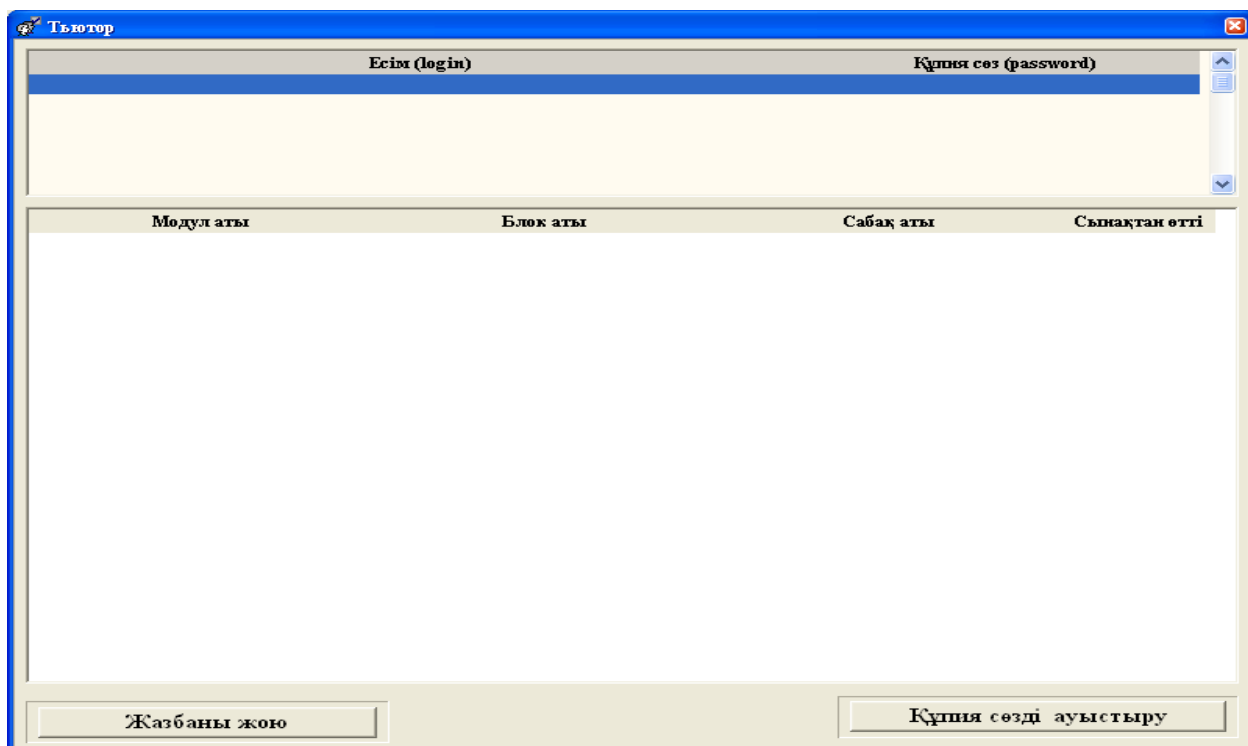 Тьютор
Есім (login) Құпия сөз (password)
Модул аты Блок аты Сабақ аты Сынақтан өтті
Жазбаны жою Құпия сөзді ауыстыру